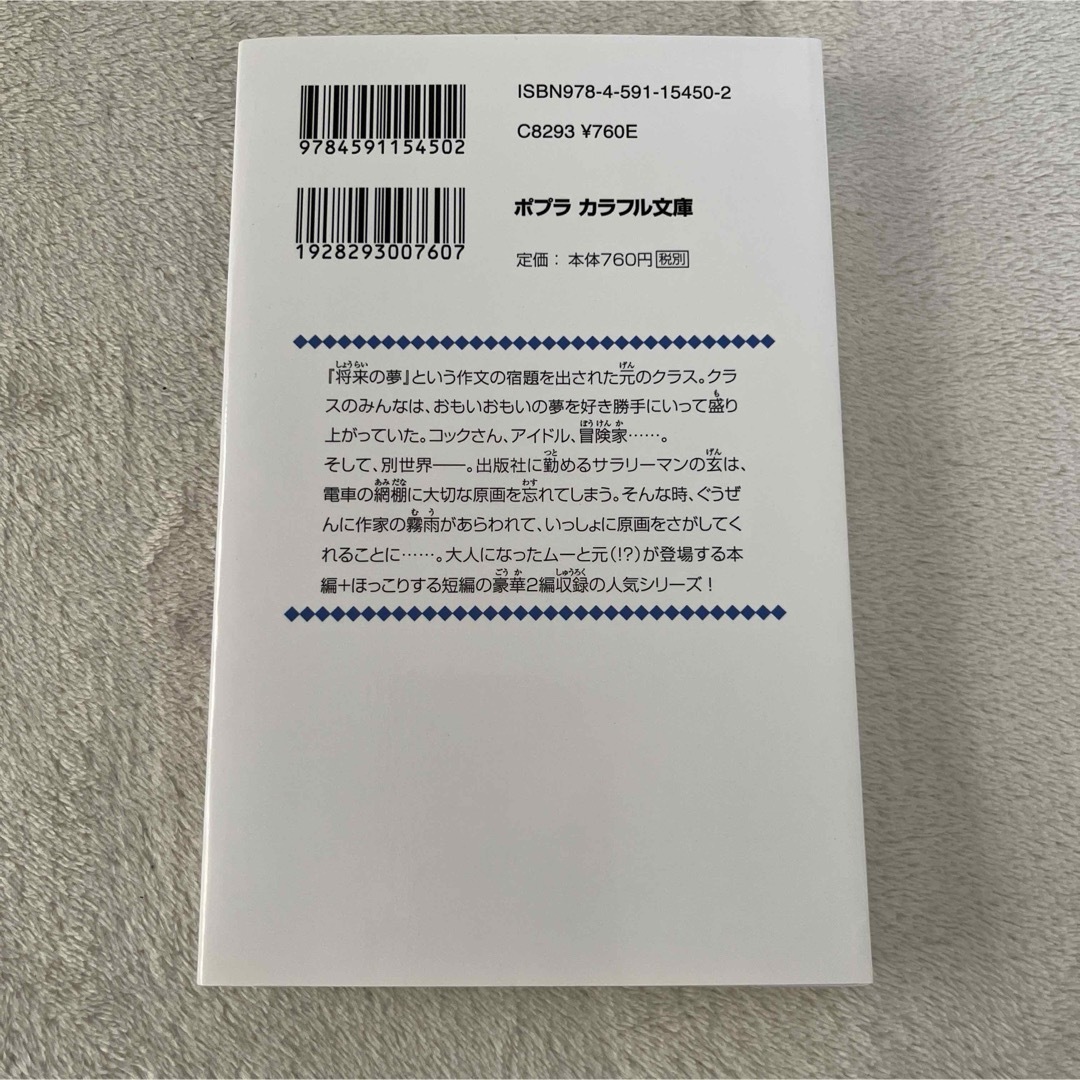 ISBN978-4-591-15450-2
9784591154502
C8293 ¥760E
ポプラ カラフル文庫
1928293007607
定価：本体760円 税別
『将来の夢』という作文の宿題を出された元のクラス。クラ
スのみんなは、おもいおもいの夢を好き勝手にいって盛り
上がっていた。コックさん、アイドル、冒険家……。
そして、別世界――。出版社に勤めるサラリーマンの玄は、
電車の網棚に大切な原画を忘れてしまう。そんな時、ぐうぜ
んに作家の霧雨があらわれて、いっしょに原画をさがしてく
れることに……。大人になったムーと元(!?)が登場する本
編+ほっこりする短編の豪華2編収録の人気シリーズ！